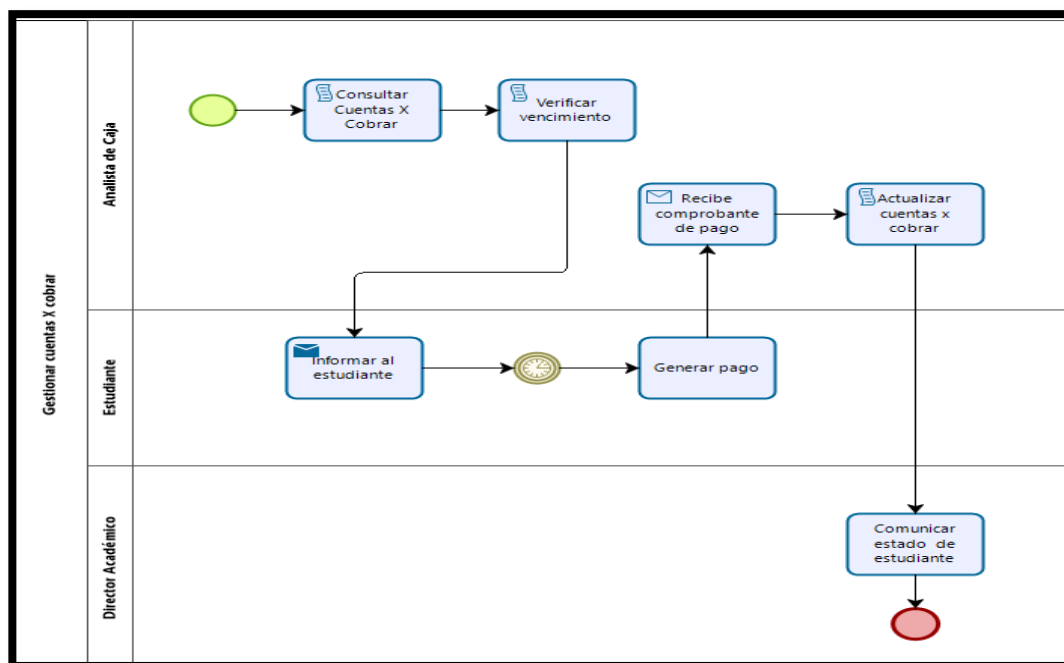 Gestionar cuentas X cobrar
Analista de Caja
Consultar
Cuentas X
Cobrar
Verificar
vencimiento
Recibe
comprobante
de pago
Actualizar
cuentas x
cobrar
Estudiante
Informar al
estudiante
Generar pago
Director Académico
Comunicar
estado de
estudiante